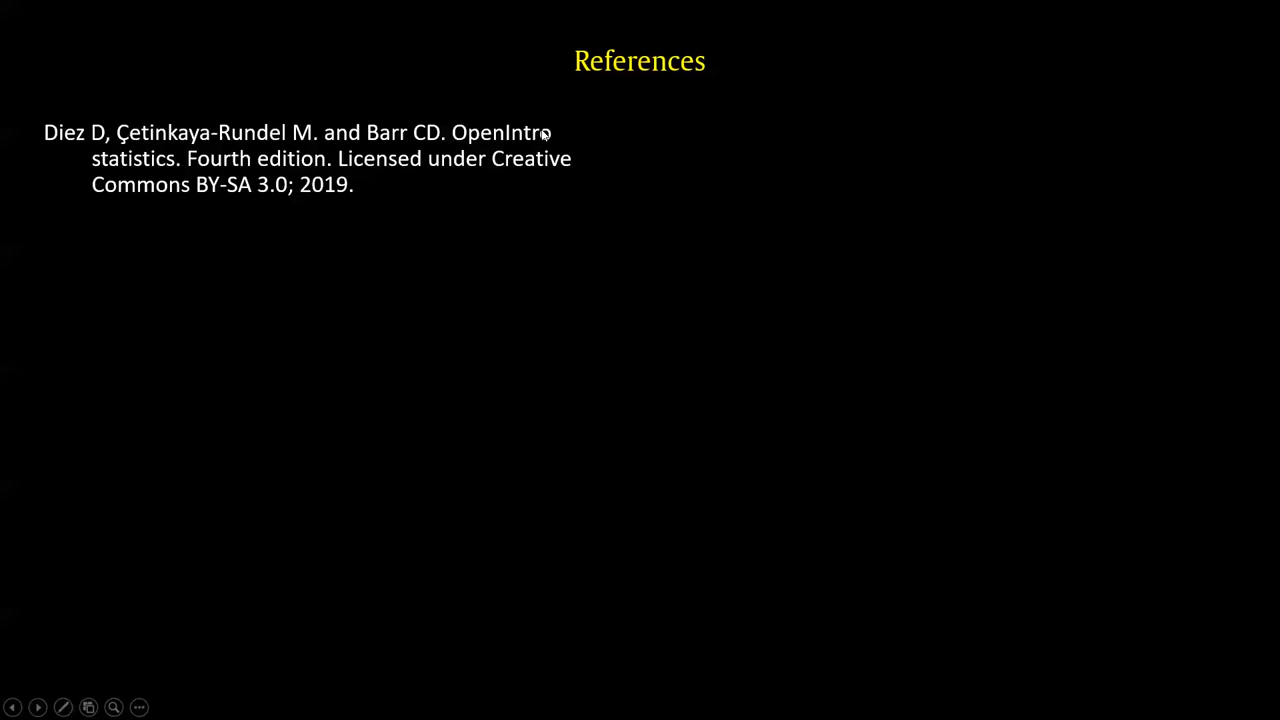 References
Diez D, Çetinkaya-Rundel M. and Barr CD. OpenIntro
statistics. Fourth edition. Licensed under Creative
Commons BY-SA 3.0; 2019.